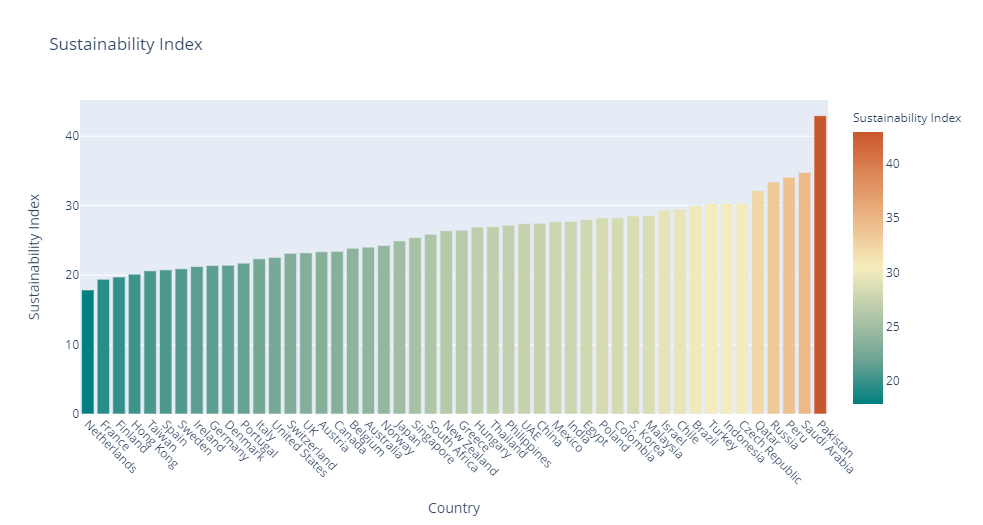 Sustainability Index
Sustainability Index
40
30
20
10
0
Sustainability Index
40
35
30
25
20
Netherlands
France
Finland
Hong Kong
Taiwan
Spain
Sweden
Ireland
Germany
Denmark
Portugal
Italy
United States
Switzerland
UK
Austria
Canada
Belgium
Australia
Norway
Japan
Singapore
South Africa
New Zealand
Greece
Hungary
Thailand
Philippines
UAE
China
Mexico
India
Egypt
Poland
Colombia
S. Korea
Malaysia
Israel
Chile
Brazil
Turkey
Indonesia
Czech Republic
Qatar
Russia
Peru
Saudi Arabia
Pakistan
Country